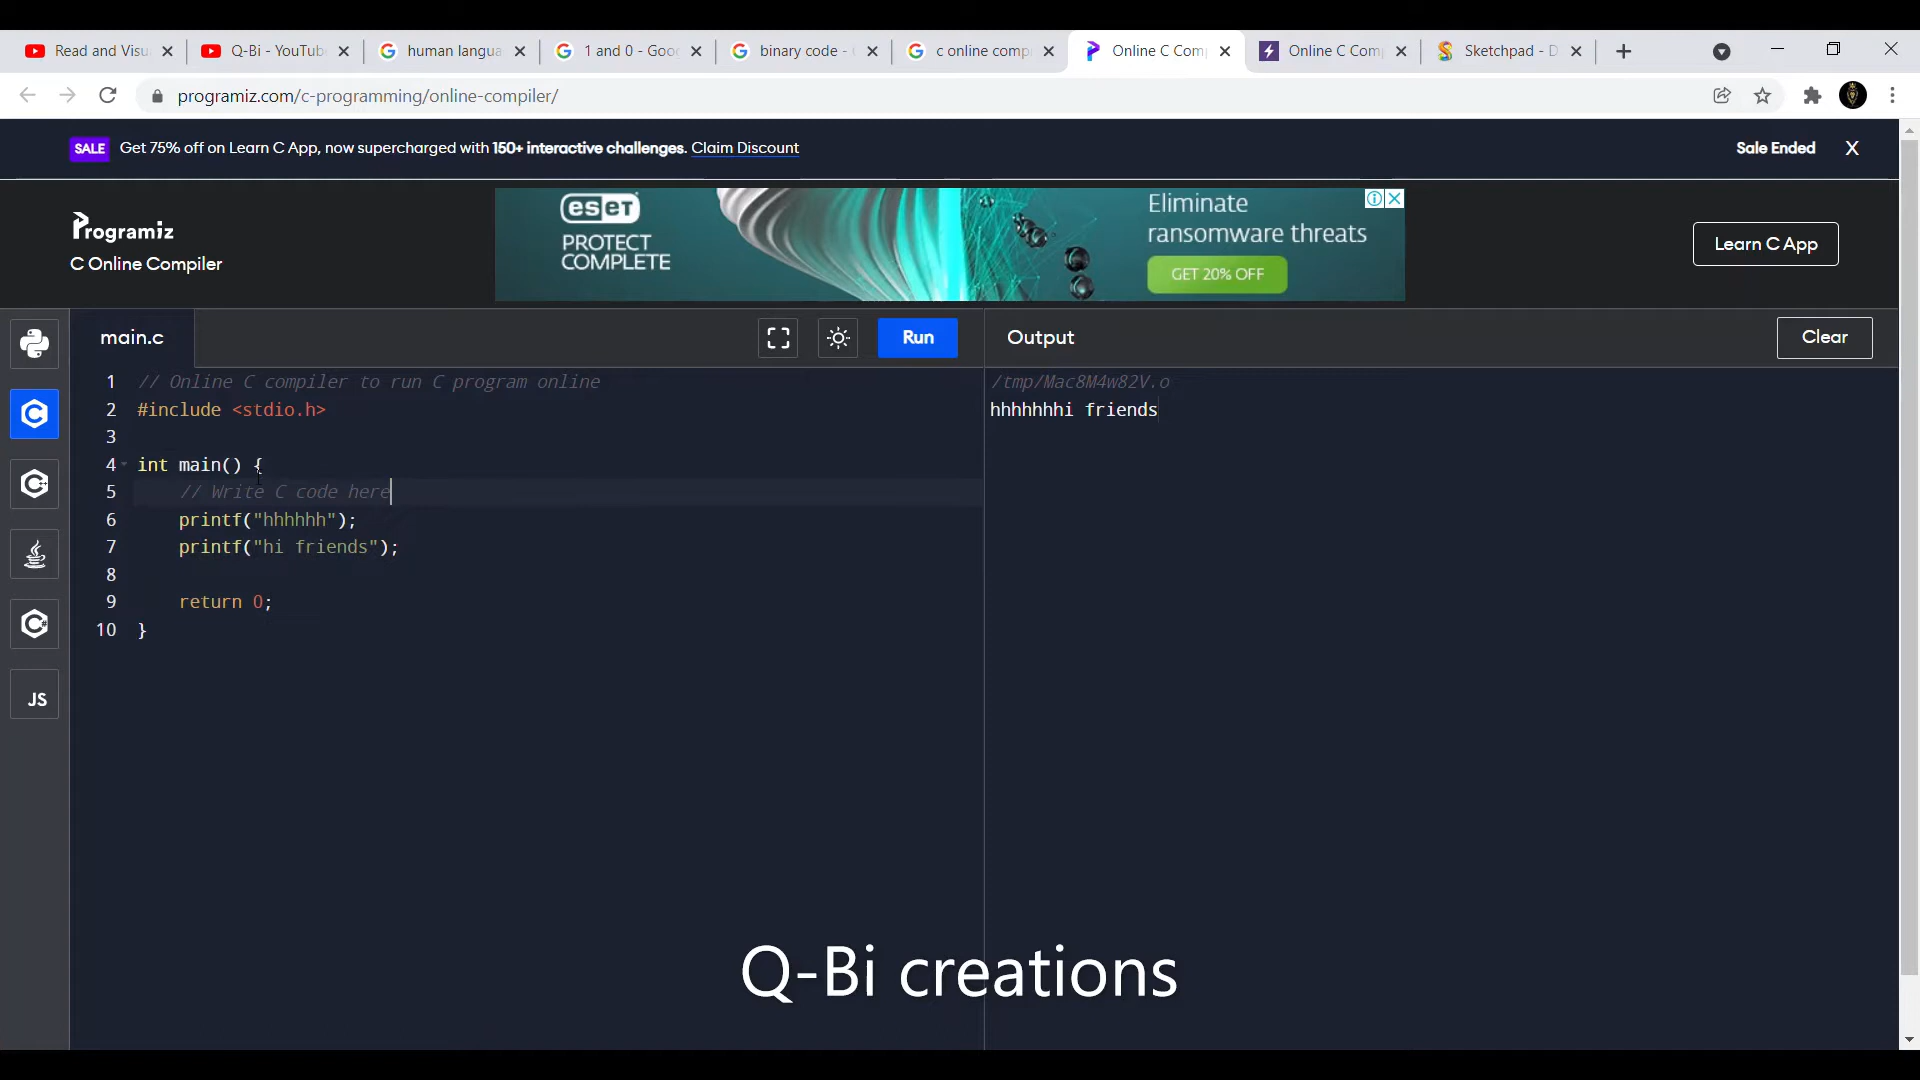 Read and Visu
Q-Bi - YouTub
human langua
1 and 0 - Goo
binary code -
c online comp
Online C Com
Online C Comp
Sketchpad - D
programiz.com/c-programming/online-compiler/
SALE Get 75% off on Learn C App, now supercharged with 150+ interactive challenges. Claim Discount
Sale Ended X
Programiz
C Online Compiler
eset
PROTECT
COMPLETE
Eliminate
ransomware threats
GET 20% OFF
Learn C App
main.c
Run
Output
Clear
1 // Online C compiler to run C program online
2 #include <stdio.h>
3
4 int main() {
5 // Write C code here
6 printf("hhhhhh");
7 printf("hi friends");
8
9 return 0;
10 }
/tmp/Mac8M4w82V.o
hhhhhhhi friends
JS
Q-Bi creations